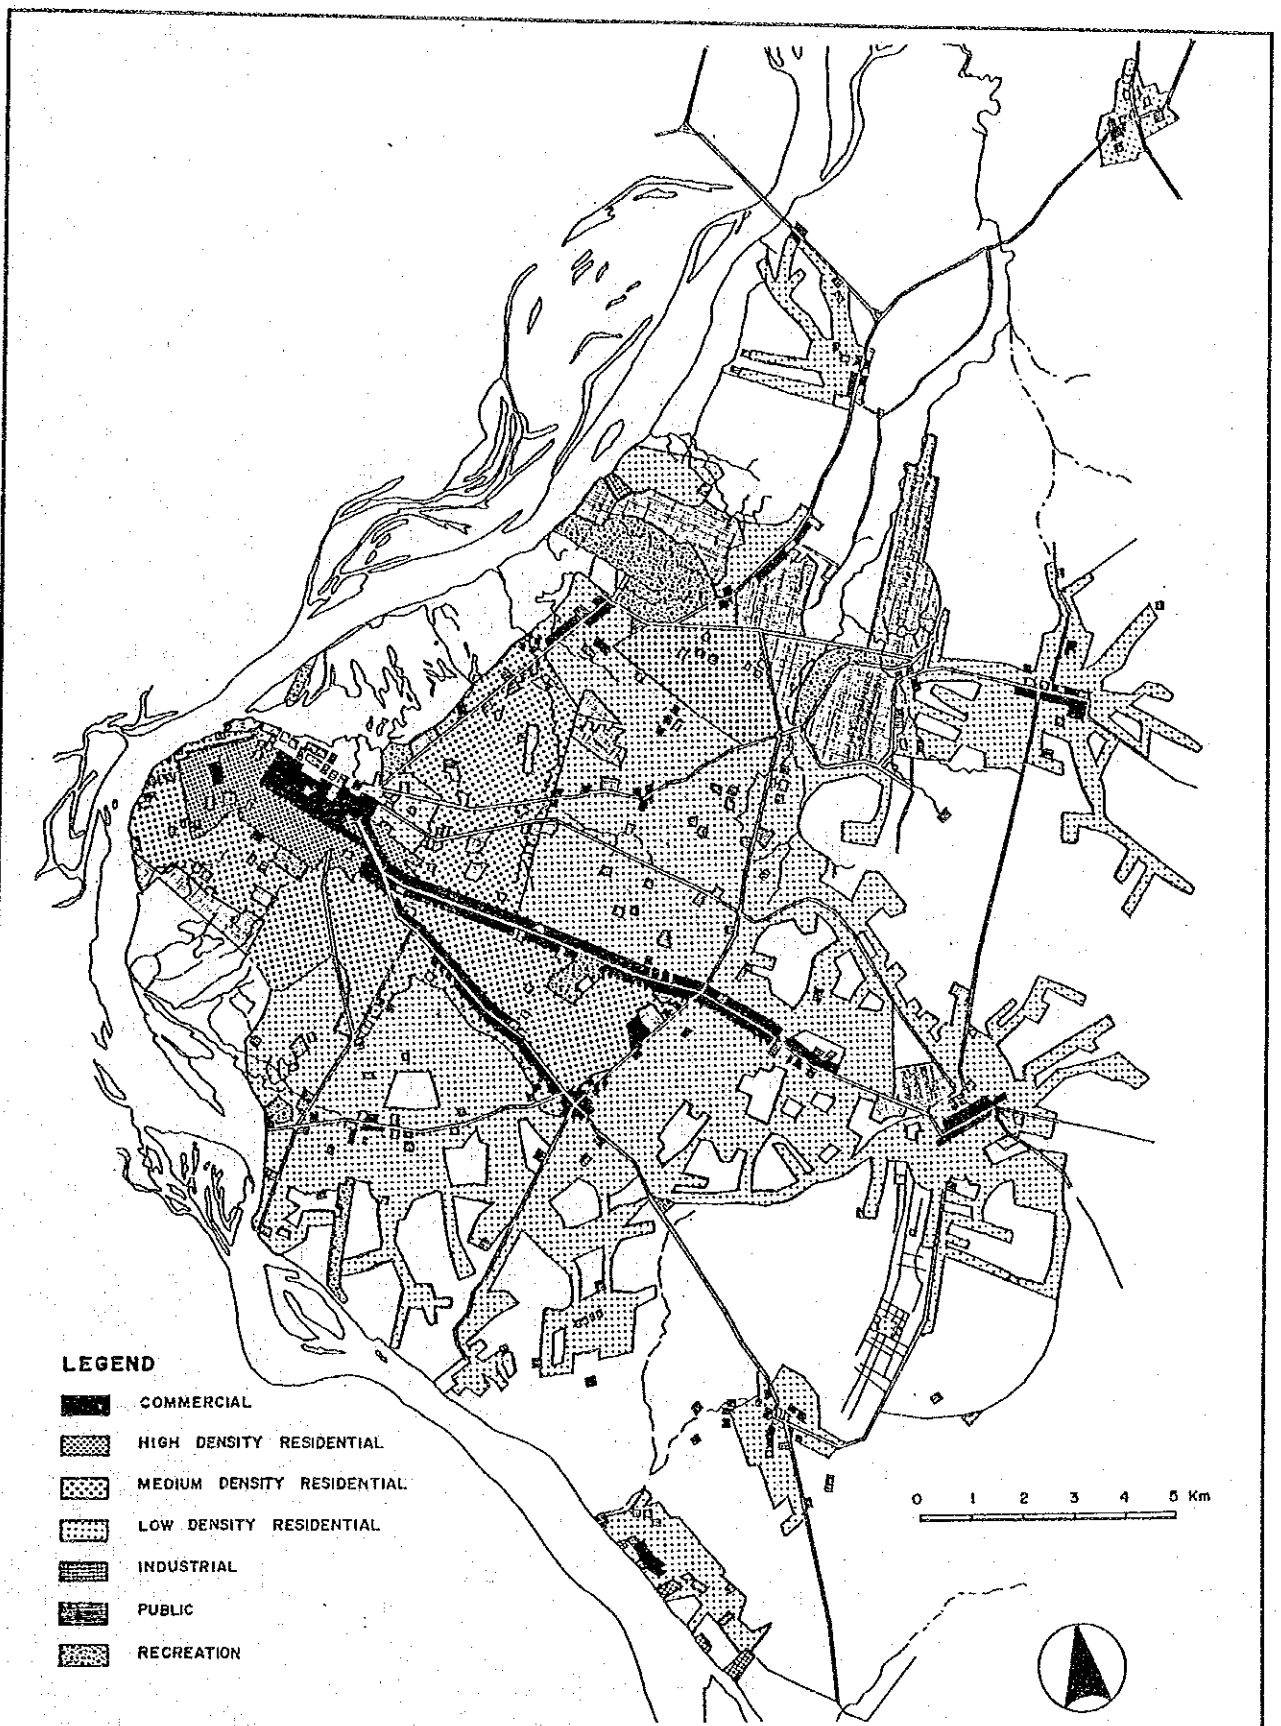 LEGEND
COMMERCIAL
HIGH DENSITY RESIDENTIAL
MEDIUM DENSITY RESIDENTIAL
LOW DENSITY RESIDENTIAL
INDUSTRIAL
PUBLIC
RECREATION
0 1 2 3 4 5 Km